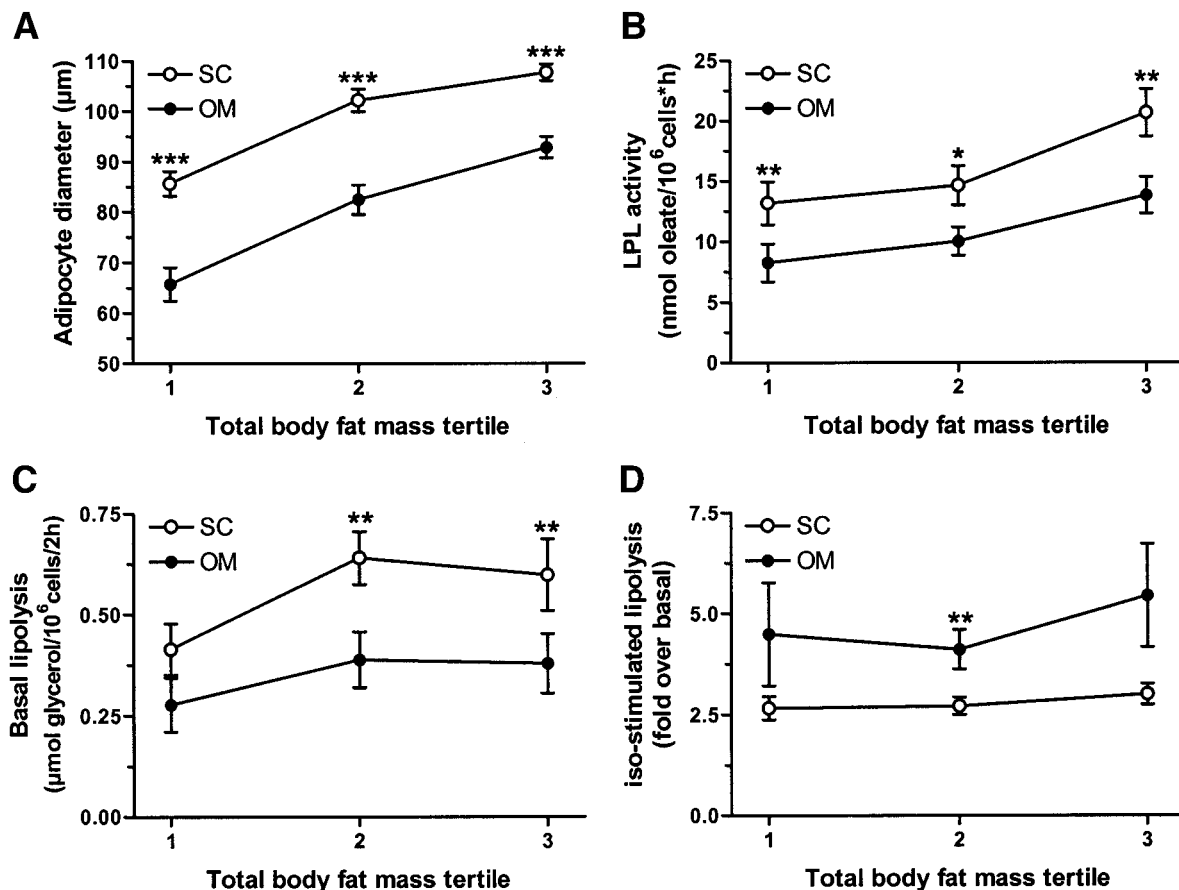 A
Adipocyte diameter (μm)
110
100
90
80
70
60
50
SC
OM
***
***
***
1
2
3
Total body fat mass tertile
B
LPL activity
(nmol oleate/10⁶cells*h)
25
20
15
10
5
0
SC
OM
**
*
**
1
2
3
Total body fat mass tertile
C
Basal lipolysis
(μmol glycerol/10⁶cells/2h)
0.75
0.50
0.25
0.00
SC
OM
**
**
1
2
3
Total body fat mass tertile
D
iso-stimulated lipolysis
(fold over basal)
7.5
5.0
2.5
0.0
SC
OM
**
1
2
3
Total body fat mass tertile